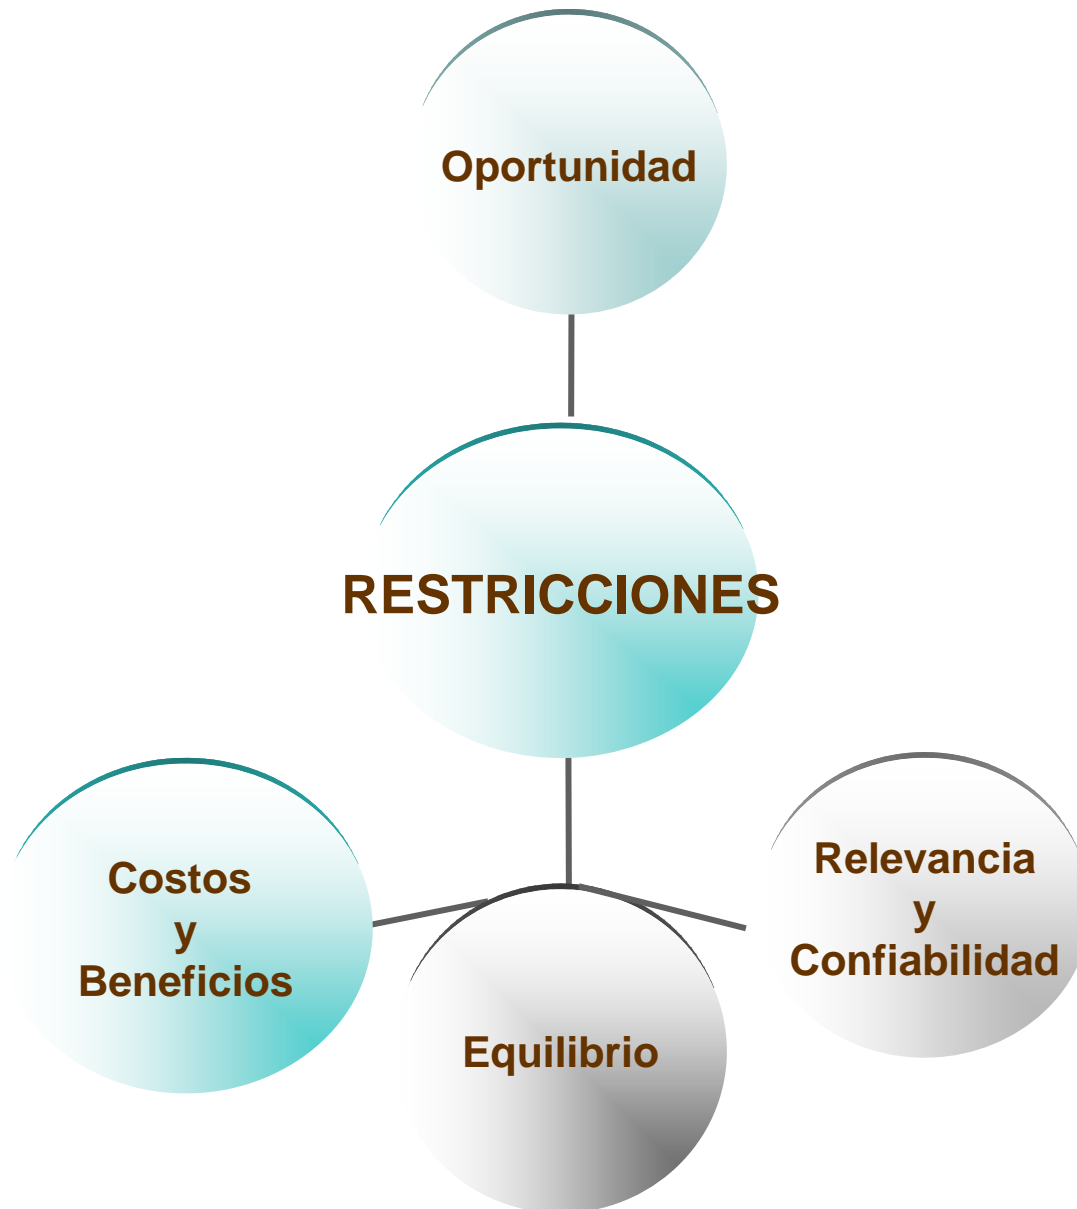 Oportunidad
RESTRICCIONES
Costos
y
Beneficios
Equilibrio
Relevancia
y
Confiabilidad